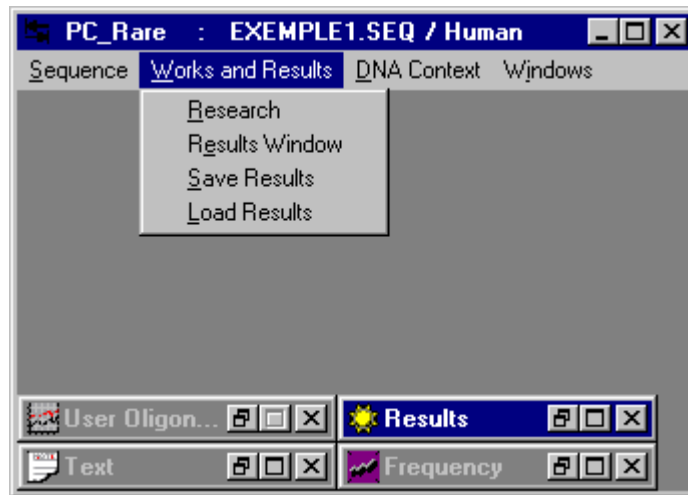 PC_Rare : EXEMPLE1.SEQ / Human
Sequence Works and Results DNA Context Windows
Research
Results Window
Save Results
Load Results
User Oligon... Results
Text Frequency